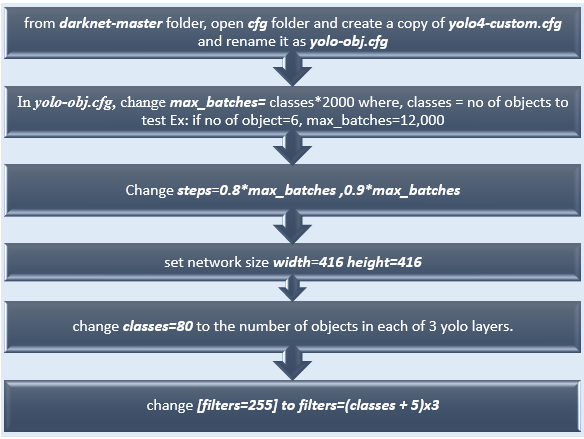 from darknet-master folder, open cfg folder and create a copy of yolo4-custom.cfg
and rename it as yolo-obj.cfg
In yolo-obj.cfg, change max_batches= classes*2000 where, classes = no of objects to
test Ex: if no of object=6, max_batches=12,000
Change steps=0.8*max_batches ,0.9*max_batches
set network size width=416 height=416
change classes=80 to the number of objects in each of 3 yolo layers.
change [filters=255] to filters=(classes + 5)x3